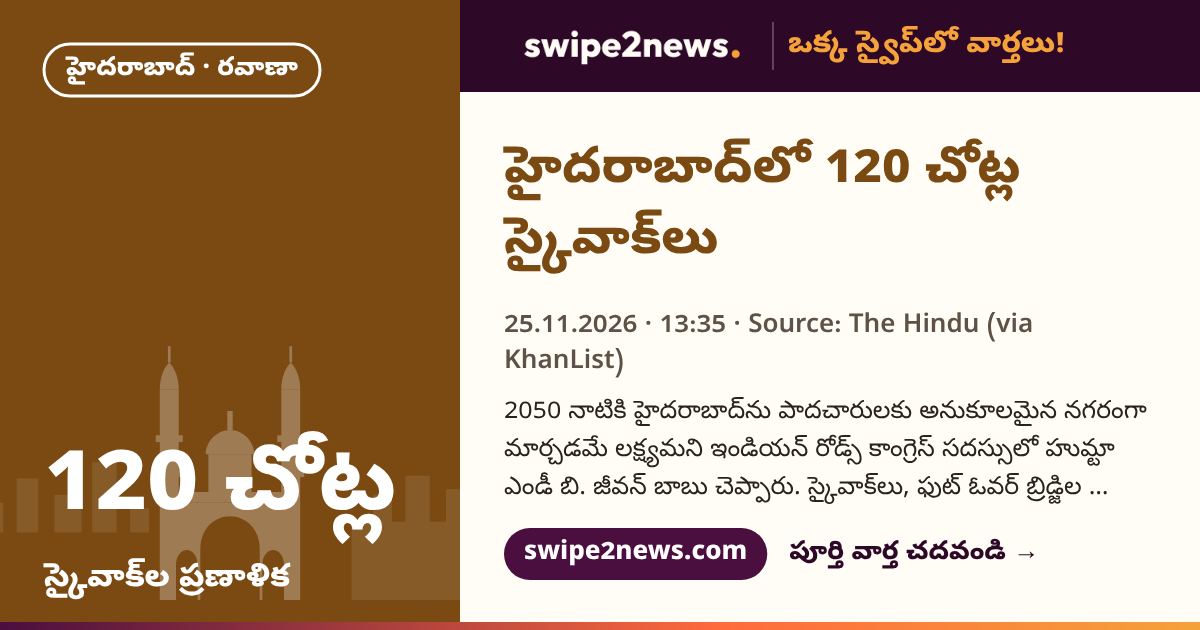 హైదరాబాద్ · రవాణా
120 చోట్ల
స్కైవాక్‌ల ప్రణాళిక
swipe2news.
ఒక్క స్వైప్‌లో వార్తలు!
హైదరాబాద్‌లో 120 చోట్ల
స్కైవాక్‌లు
25.11.2026 · 13:35 · Source: The Hindu (via
KhanList)
2050 నాటికి హైదరాబాద్‌ను పాదచారులకు అనుకూలమైన నగరంగా
మార్చడమే లక్ష్యమని ఇండియన్ రోడ్స్ కాంగ్రెస్ సదస్సులో హుమ్టా
ఎండీ బి. జీవన్ బాబు చెప్పారు. స్కైవాక్‌లు, ఫుట్ ఓవర్ బ్రిడ్జిల ...
swipe2news.com
పూర్తి వార్త చదవండి →